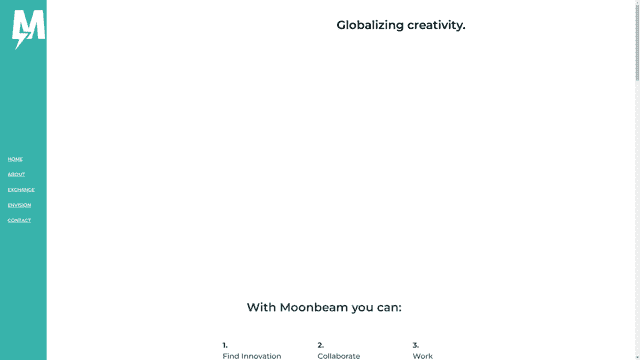 M
Globalizing creativity.
HOME
ABOUT
EXCHANGE
ENVISION
CONTACT
With Moonbeam you can:
1.
Find Innovation
2.
Collaborate
3.
Work